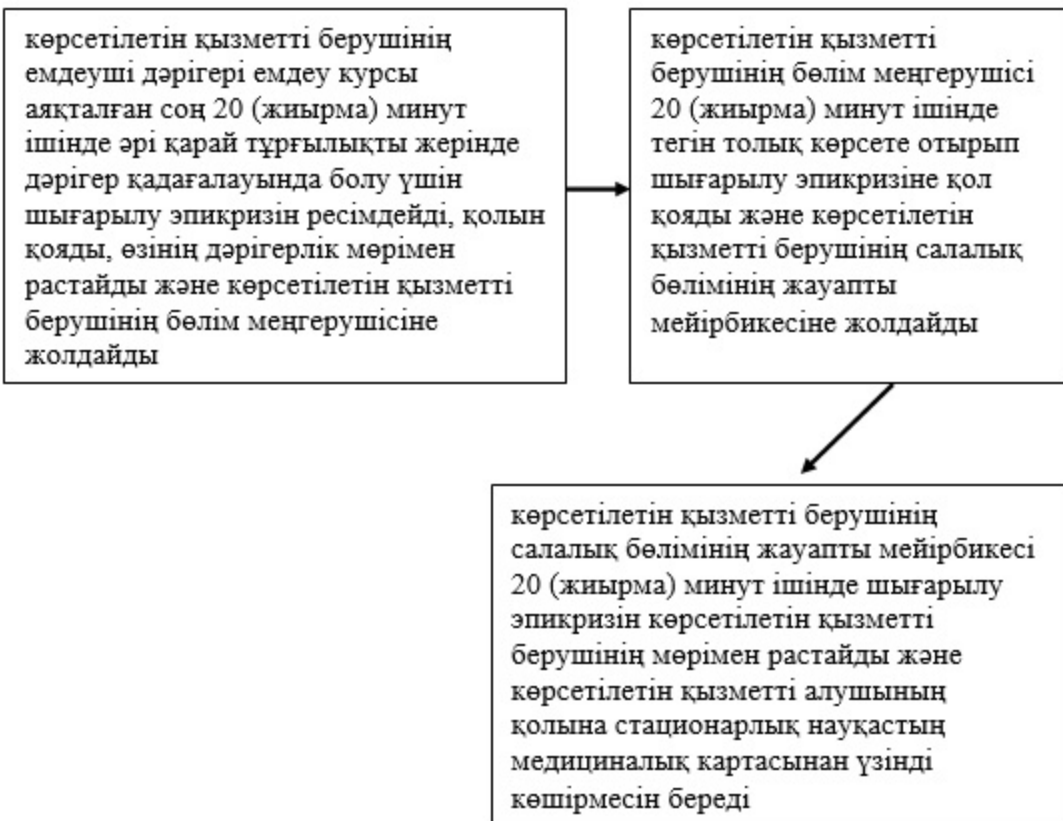 көрсетілетін қызметті берушінің
емдеуші дәрігері емдеу курсы
аяқталған соң 20 (жиырма) минут
ішінде әрі қарай тұрғылықты жерінде
дәрігер қадағалауында болу үшін
шығарылу эпикризін ресімдейді, қолын
қояды, өзінің дәрігерлік мөрімен
растайды және көрсетілетін қызметті
берушінің бөлім меңгерушісіне
жолдайды
көрсетілетін қызметті
берушінің бөлім меңгерушісі
20 (жиырма) минут ішінде
тегін толық көрсете отырып
шығарылу эпикризіне қол
қояды және көрсетілетін
қызметті берушінің салалық
бөлімінің жауапты
мейірбикесіне жолдайды
көрсетілетін қызметті берушінің
салалық бөлімінің жауапты мейірбикесі
20 (жиырма) минут ішінде шығарылу
эпикризін көрсетілетін қызметті
берушінің мөрімен растайды және
көрсетілетін қызметті алушының
қолына стационарлық науқастың
медициналық картасынан үзінді
көшірмесін береді